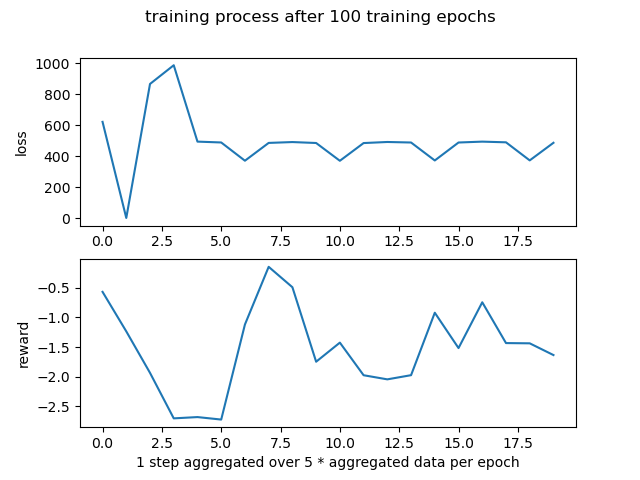 training process after 100 training epochs
1000
800
600
400
200
0
loss
0.0 2.5 5.0 7.5 10.0 12.5 15.0 17.5
−0.5
−1.0
−1.5
−2.0
−2.5
reward
0.0 2.5 5.0 7.5 10.0 12.5 15.0 17.5
1 step aggregated over 5 * aggregated data per epoch